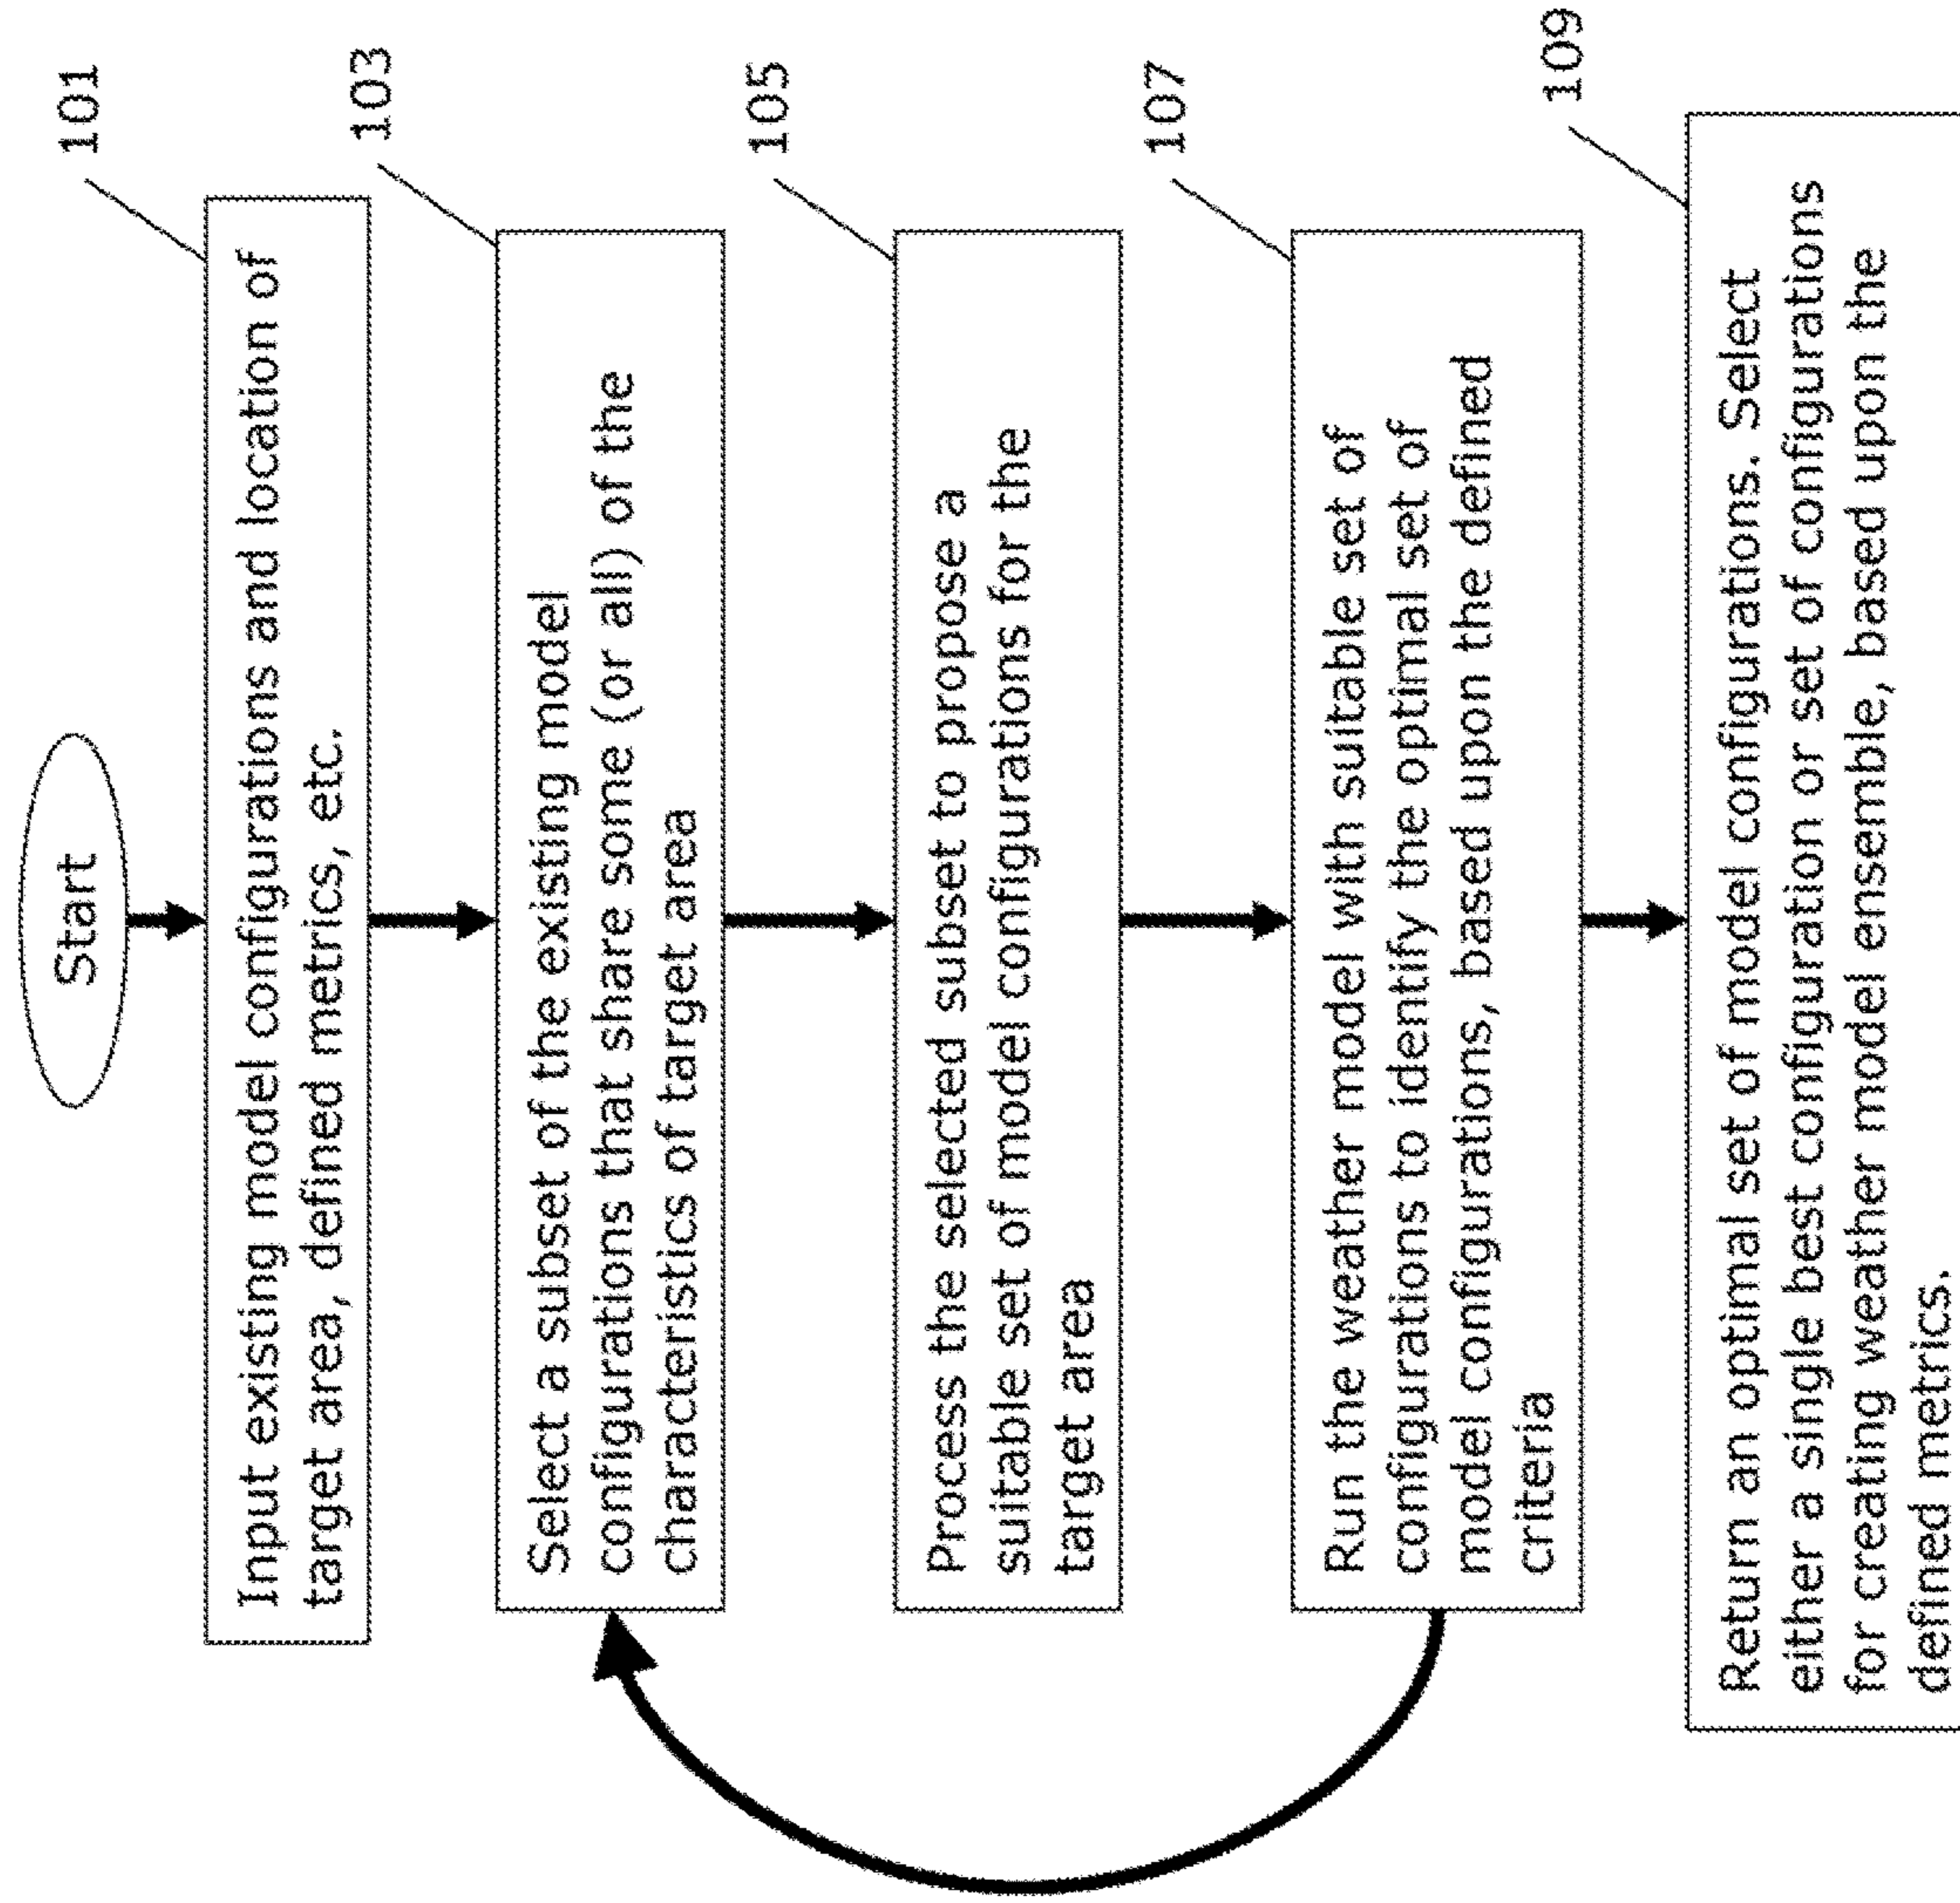 Start
101
Input existing model configurations and location of
target area, defined metrics, etc.
103
Select a subset of the existing model
configurations that share some (or all) of the
characteristics of target area
105
Process the selected subset to propose a
suitable set of model configurations for the
target area
107
Run the weather model with suitable set of
configurations to identify the optimal set of
model configurations, based upon the defined
criteria
109
Return an optimal set of model configurations. Select
either a single best configuration or set of configurations
for creating weather model ensemble, based upon the
defined metrics.